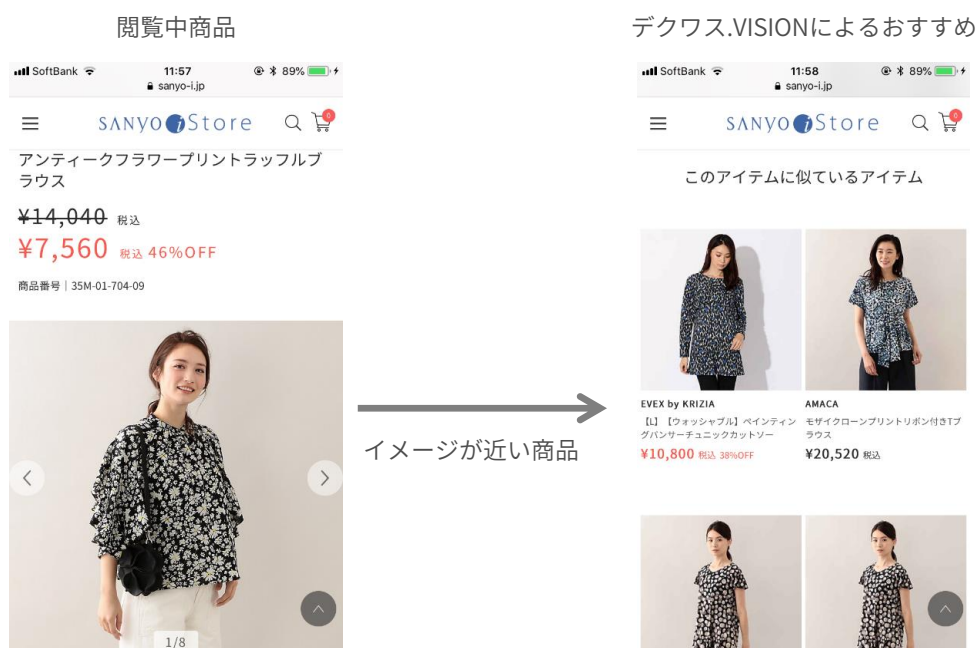 閲覧中商品
デクワス.VISIONによるおすすめ
SoftBank 11:57 89%
sanyo-i.jp
SANYO i Store 0
アンティークフラワープリントラッフルブ
ラウス
¥14,040 税込
¥7,560 税込 46%OFF
商品番号｜35M-01-704-09
1/8
イメージが近い商品
SoftBank 11:58 89%
sanyo-i.jp
SANYO i Store 0
このアイテムに似ているアイテム
EVEX by KRIZIA
【L】【ウォッシャブル】ペインティン
グパンサーチュニックカットソー
¥10,800 税込 38%OFF
AMACA
モザイクローンプリントリボン付きTブ
ラウス
¥20,520 税込